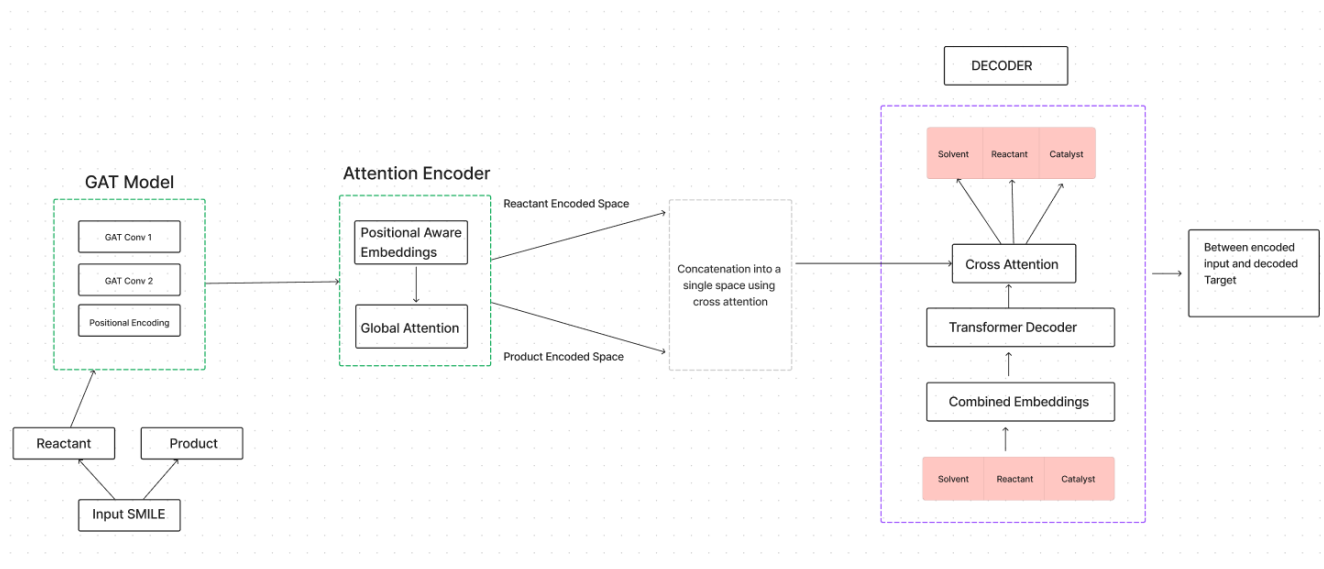 DECODER
Solvent Reactant Catalyst
GAT Model
GAT Conv 1
GAT Conv 2
Positional Encoding
Reactant
Product
Input SMILE
Attention Encoder
Positional Aware
Embeddings
Global Attention
Reactant Encoded Space
Product Encoded Space
Concatenation into a
single space using
cross attention
Cross Attention
Transformer Decoder
Combined Embeddings
Solvent Reactant Catalyst
Between encoded
input and decoded
Target